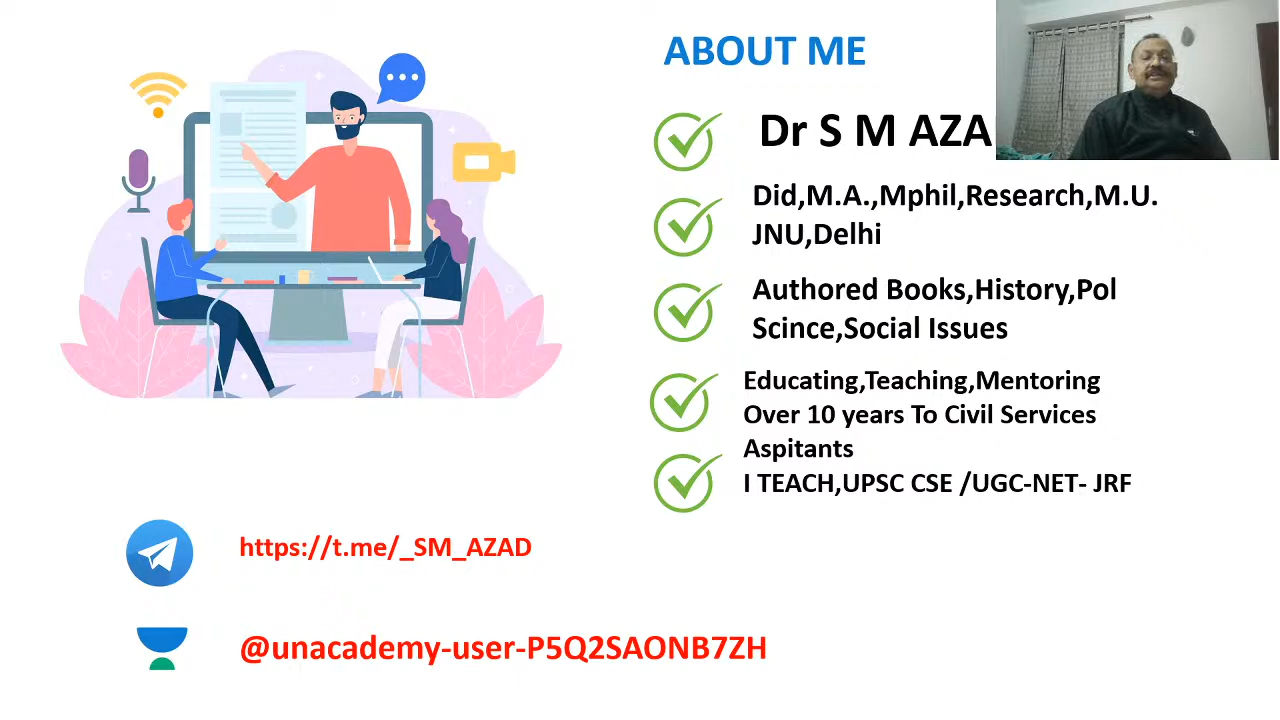 ABOUT ME
Dr S M AZA
Did,M.A.,Mphil,Research,M.U.
JNU,Delhi
Authored Books,History,Pol
Scince,Social Issues
Educating,Teaching,Mentoring
Over 10 years To Civil Services
Aspitants
I TEACH,UPSC CSE /UGC-NET- JRF
https://t.me/_SM_AZAD
@unacademy-user-P5Q2SAONB7ZH